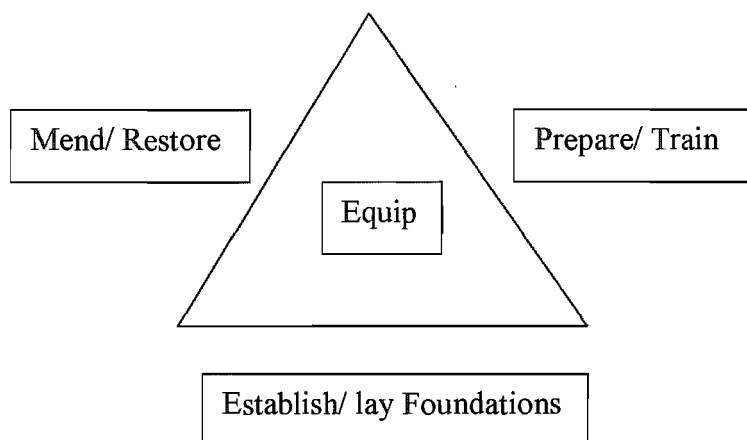 Mend/ Restore
Prepare/ Train
Equip
Establish/ lay Foundations